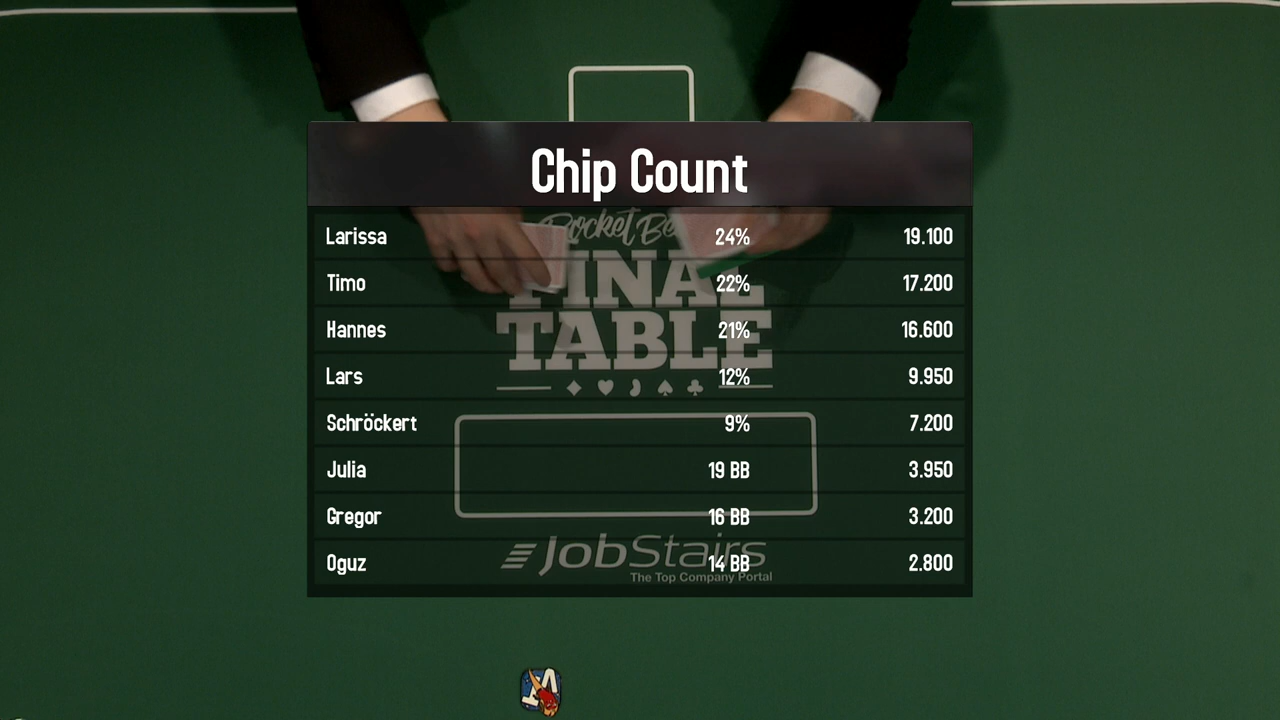 Chip Count
Larissa 24% 19.100
Timo 22% 17.200
Hannes 21% 16.600
Lars 12% 9.950
Schröckert 9% 7.200
Julia 19 BB 3.950
Gregor 16 BB 3.200
Oguz 14 BB 2.800
Rocket
FINAL
TABLE
JobStairs
The Top Company Portal